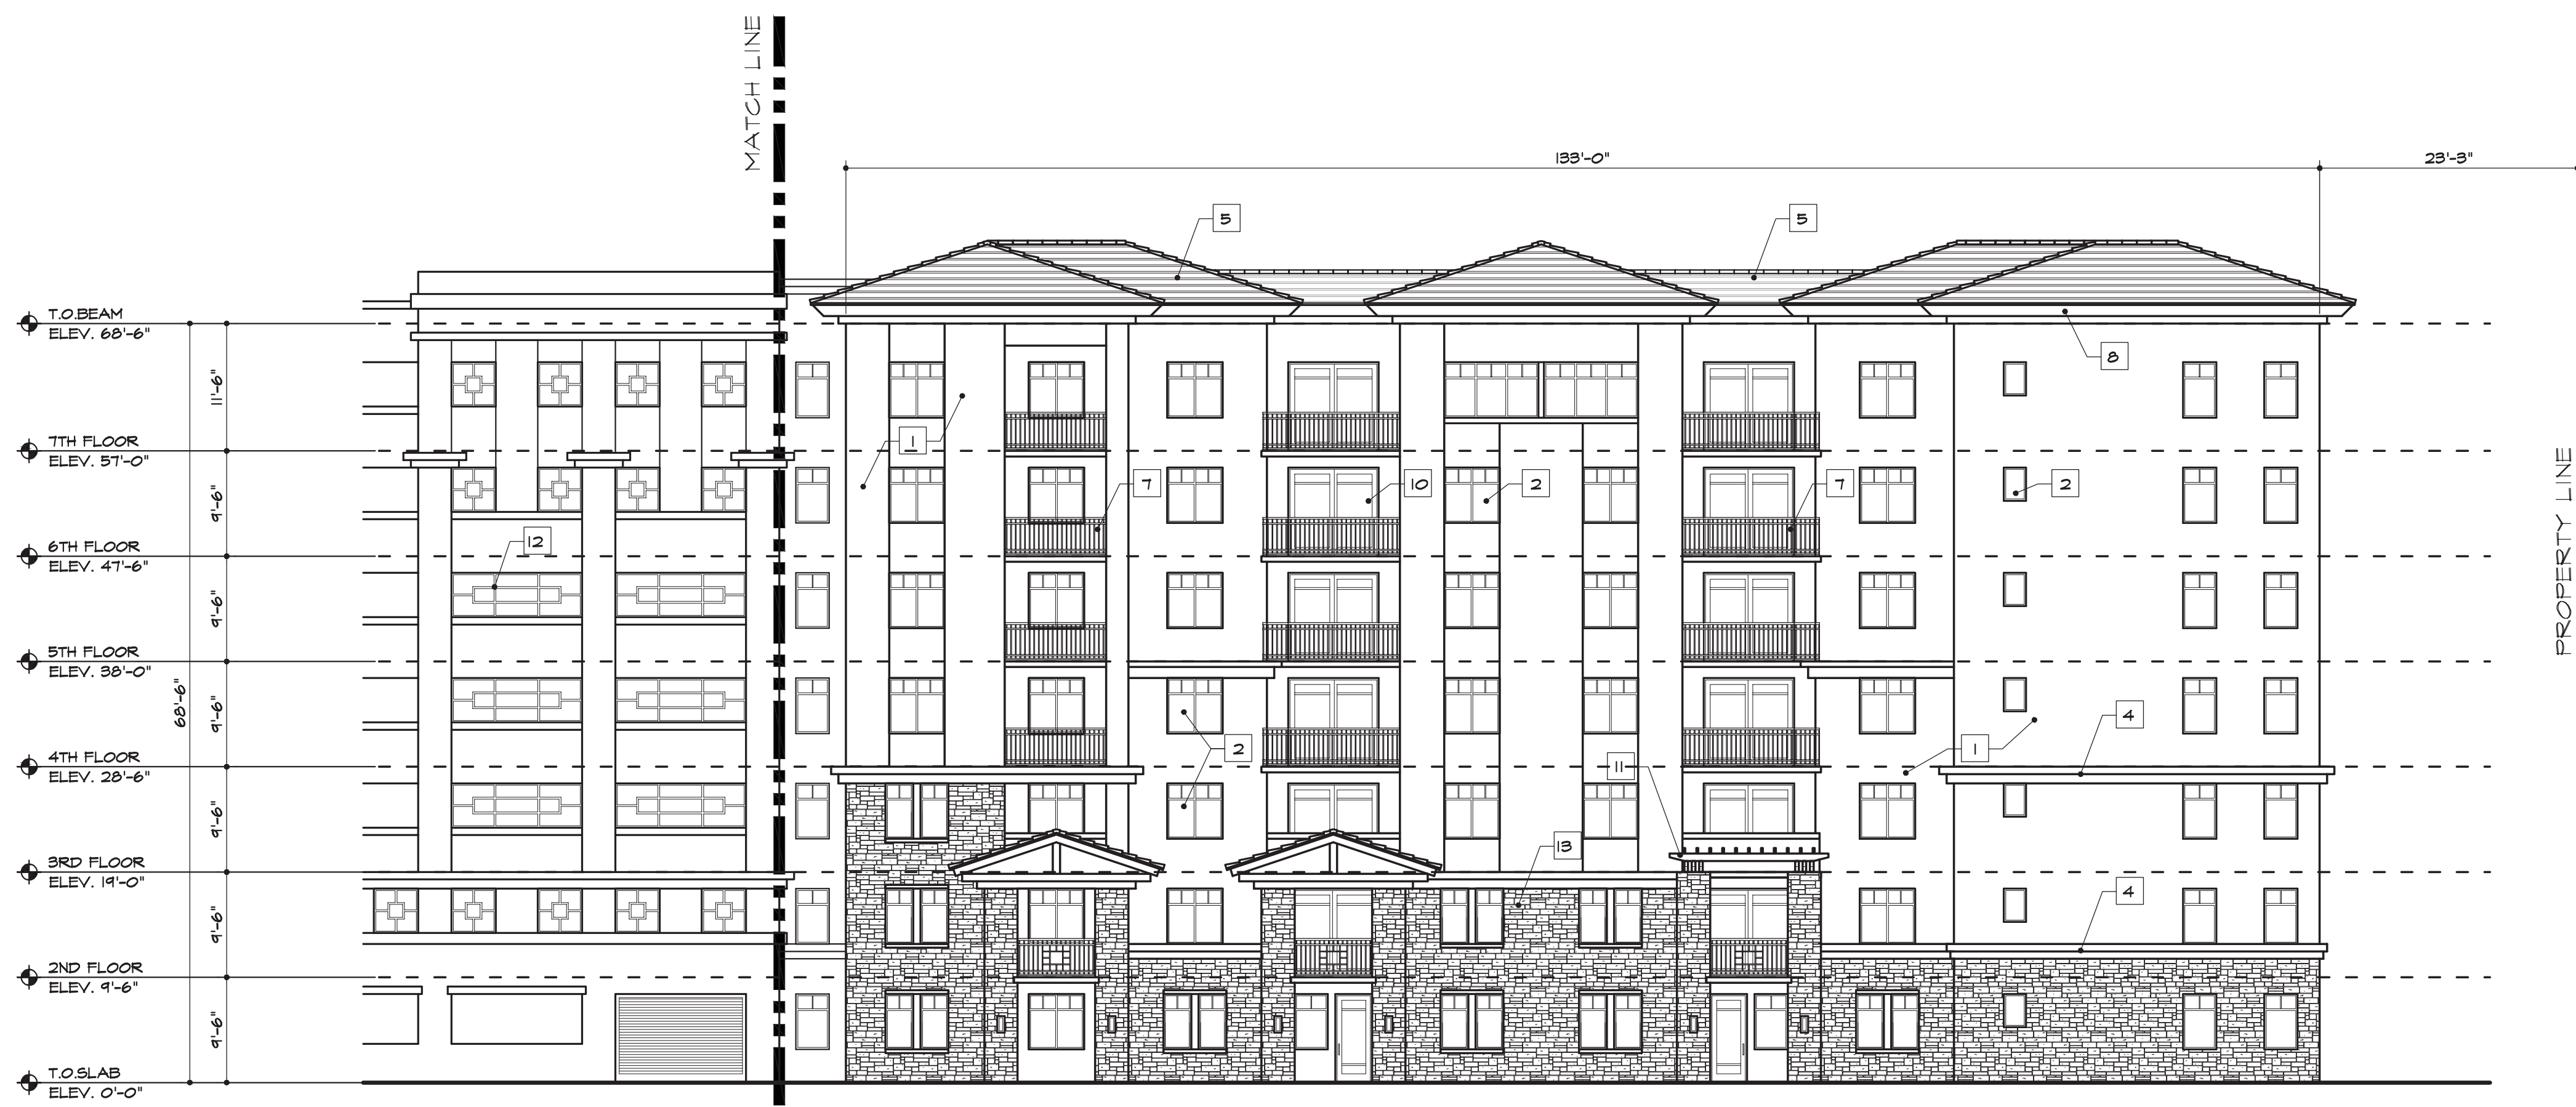 MATCH LINE
133'-0"
23'-3"
5
5
T.O.BEAM
ELEV. 68'-6"
8
11'-6"
1
7TH FLOOR
ELEV. 57'-0"
7
10
2
7
2
PROPERTY LINE
9'-6"
12
6TH FLOOR
ELEV. 47'-6"
9'-6"
5TH FLOOR
ELEV. 38'-0"
68'-6"
9'-6"
4
2
1
4TH FLOOR
ELEV. 28'-6"
11
9'-6"
13
3RD FLOOR
ELEV. 19'-0"
4
9'-6"
2ND FLOOR
ELEV. 9'-6"
9'-6"
T.O.SLAB
ELEV. 0'-0"